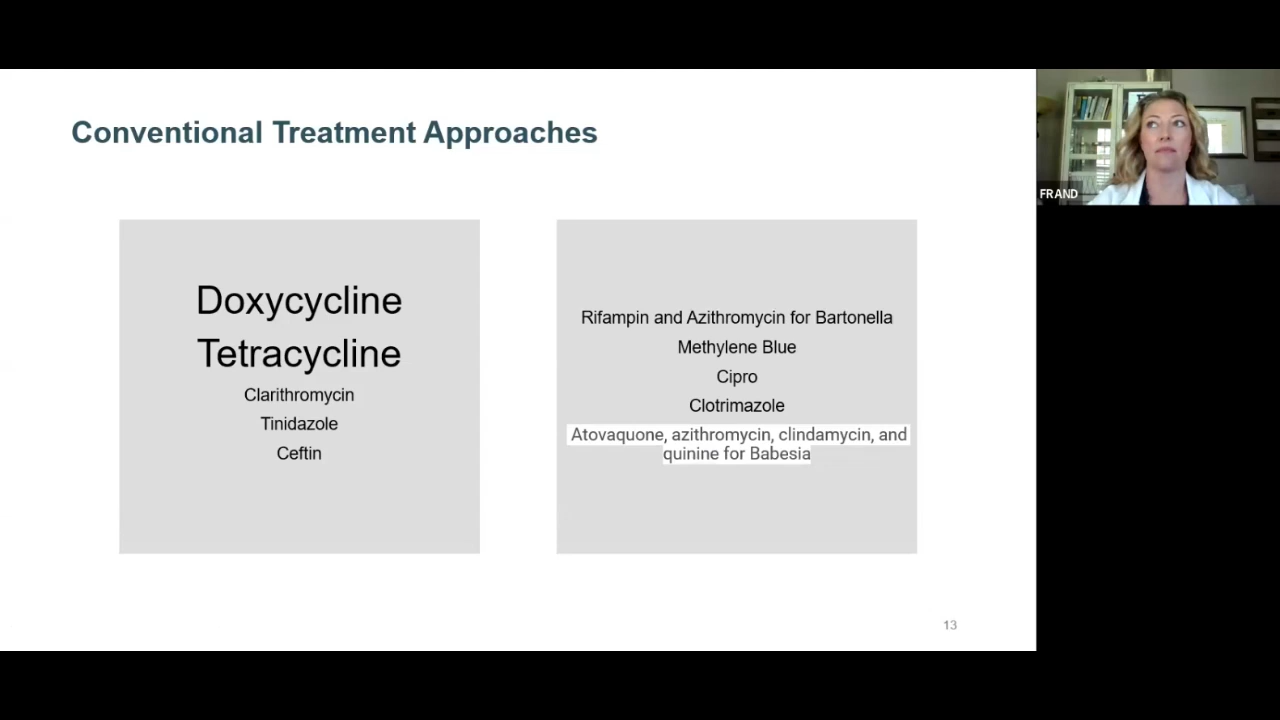 Conventional Treatment Approaches
Doxycycline
Tetracycline
Clarithromycin
Tinidazole
Ceftin
Rifampin and Azithromycin for Bartonella
Methylene Blue
Cipro
Clotrimazole
Atovaquone, azithromycin, clindamycin, and
quinine for Babesia
13
FRAND